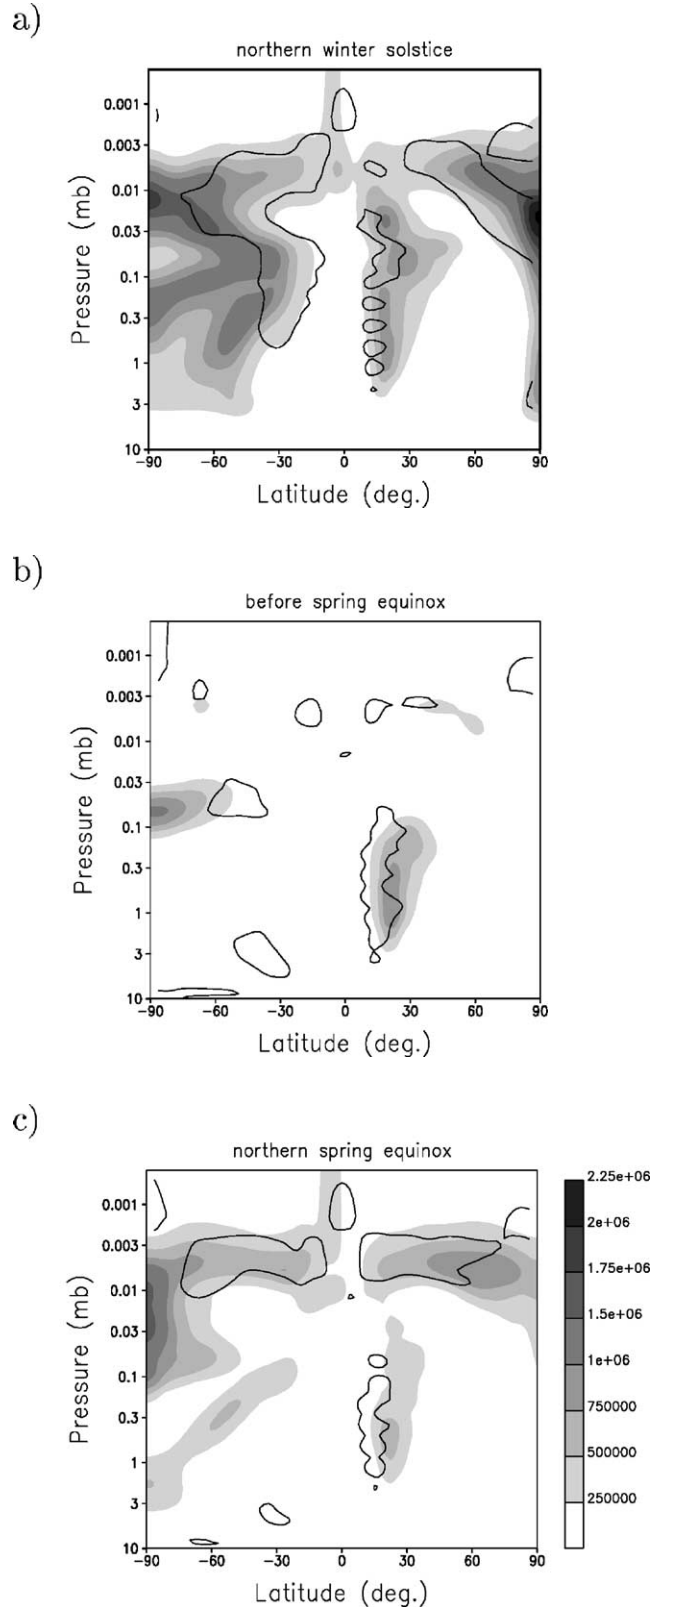 a)
northern winter solstice
0.001
0.003
0.01
0.03
0.1
0.3
1
3
10
Pressure (mb)
−90 −60 −30 0 30 60 90
Latitude (deg.)
b)
before spring equinox
0.001
0.003
0.01
0.03
0.1
0.3
1
3
10
Pressure (mb)
−90 −60 −30 0 30 60 90
Latitude (deg.)
c)
northern spring equinox
0.001
0.003
0.01
0.03
0.1
0.3
1
3
10
Pressure (mb)
−90 −60 −30 0 30 60 90
Latitude (deg.)
2.25e+06
2e+06
1.75e+06
1.5e+06
1e+06
750000
500000
250000